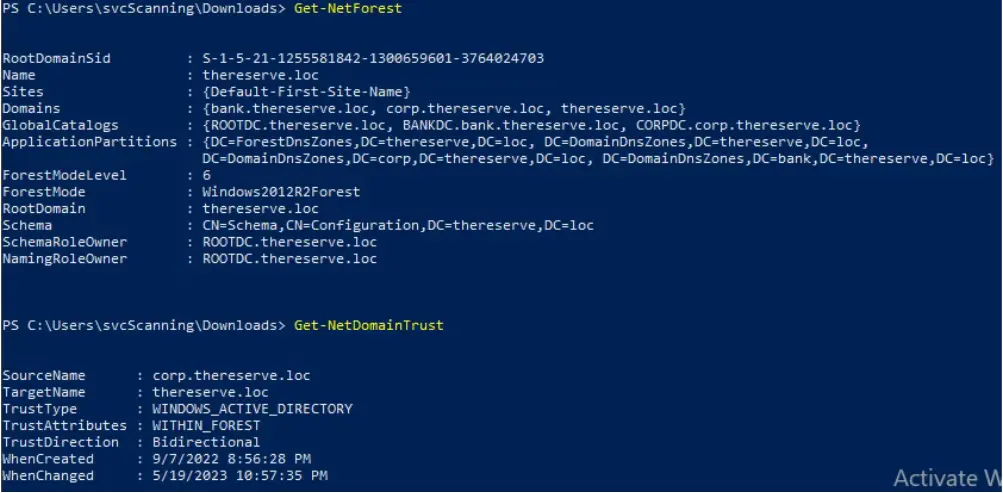 PS C:\Users\svcScanning\Downloads> Get-NetForest
RootDomainSid : S-1-5-21-1255581842-1300659601-3764024703
Name : thereserve.loc
Sites : {Default-First-Site-Name}
Domains : {bank.thereserve.loc, corp.thereserve.loc, thereserve.loc}
GlobalCatalogs : {ROOTDC.thereserve.loc, BANKDC.bank.thereserve.loc, CORPDC.corp.thereserve.loc}
ApplicationPartitions : {DC=ForestDnsZones,DC=thereserve,DC=loc, DC=DomainDnsZones,DC=thereserve,DC=loc,
DC=DomainDnsZones,DC=corp,DC=thereserve,DC=loc, DC=DomainDnsZones,DC=bank,DC=thereserve,DC=loc}
ForestModeLevel : 6
ForestMode : Windows2012R2Forest
RootDomain : thereserve.loc
Schema : CN=Schema,CN=Configuration,DC=thereserve,DC=loc
SchemaRoleOwner : ROOTDC.thereserve.loc
NamingRoleOwner : ROOTDC.thereserve.loc
PS C:\Users\svcScanning\Downloads> Get-NetDomainTrust
SourceName : corp.thereserve.loc
TargetName : thereserve.loc
TrustType : WINDOWS_ACTIVE_DIRECTORY
TrustAttributes : WITHIN_FOREST
TrustDirection : Bidirectional
WhenCreated : 9/7/2022 8:56:28 PM
WhenChanged : 5/19/2023 10:57:35 PM
Activate W